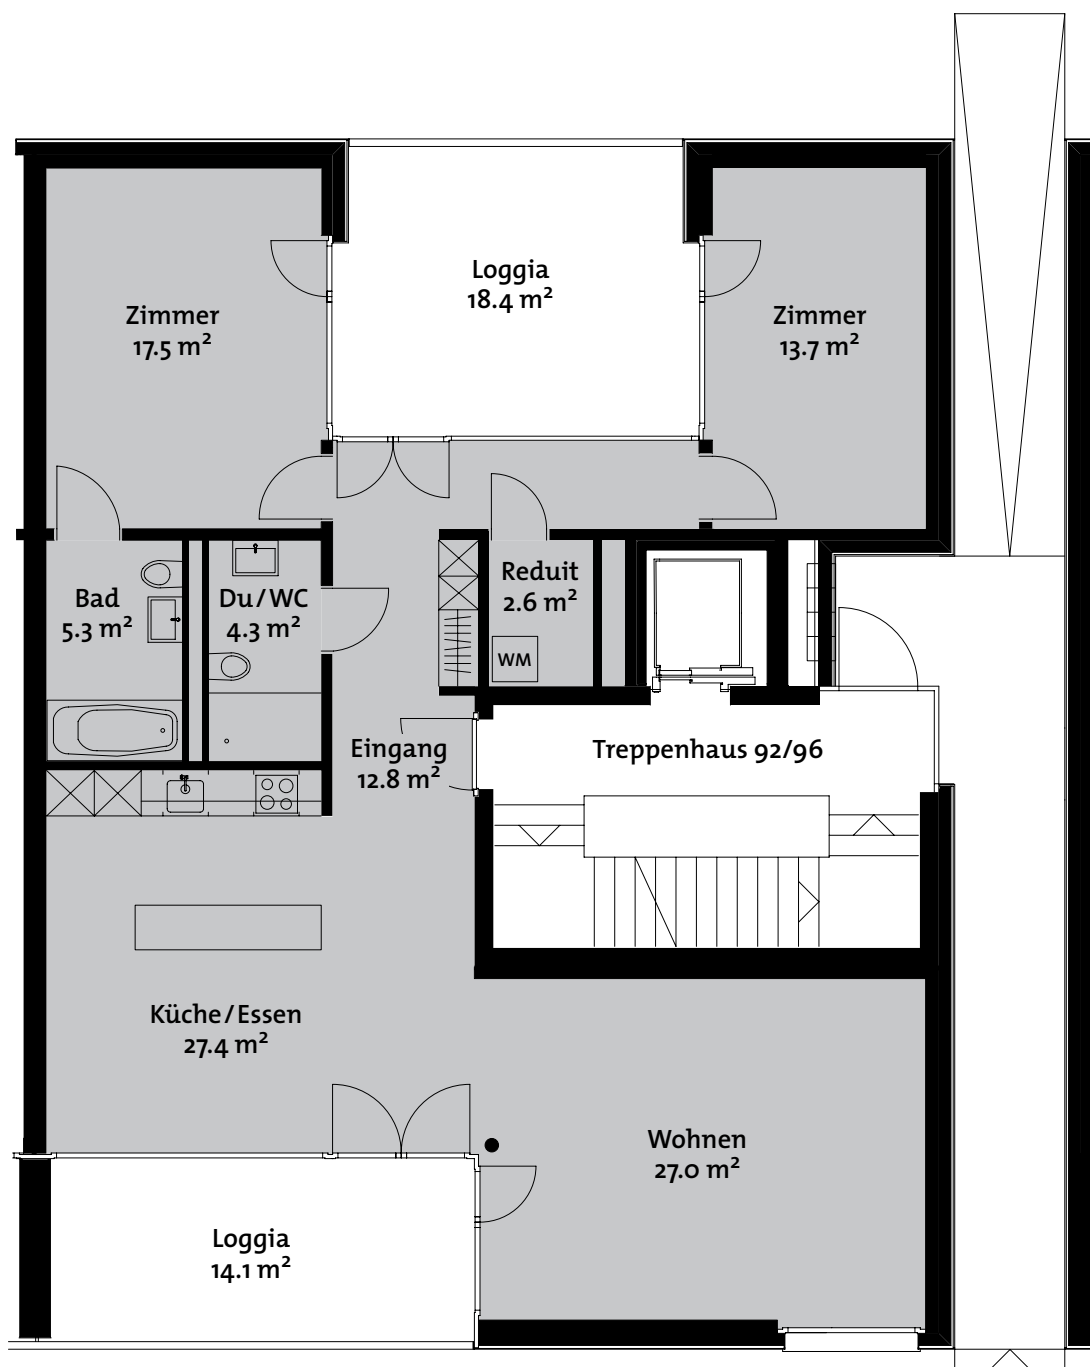 Loggia
18.4 m²
Zimmer
17.5 m²
Zimmer
13.7 m²
Bad
5.3 m²
Du/WC
4.3 m²
Reduit
2.6 m²
WM
Eingang
12.8 m²
Treppenhaus 92/96
Küche/Essen
27.4 m²
Wohnen
27.0 m²
Loggia
14.1 m²